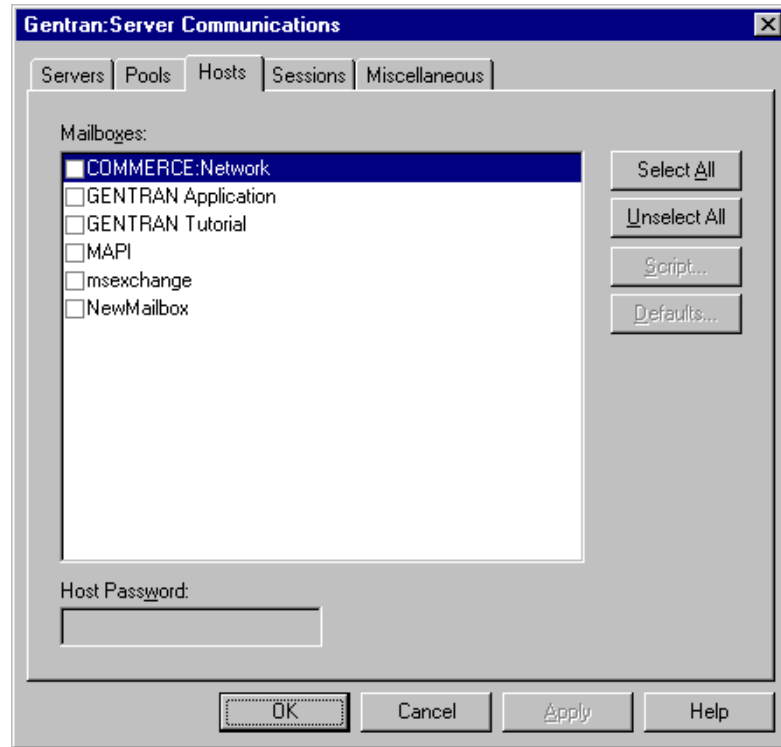 Gentran:Server Communications
Servers Pools Hosts Sessions Miscellaneous
Mailboxes:
COMMERCE:Network
GENTRAN Application
GENTRAN Tutorial
MAPI
msexchange
NewMailbox
Select All
Unselect All
Script...
Defaults...
Host Password:
OK Cancel Apply Help